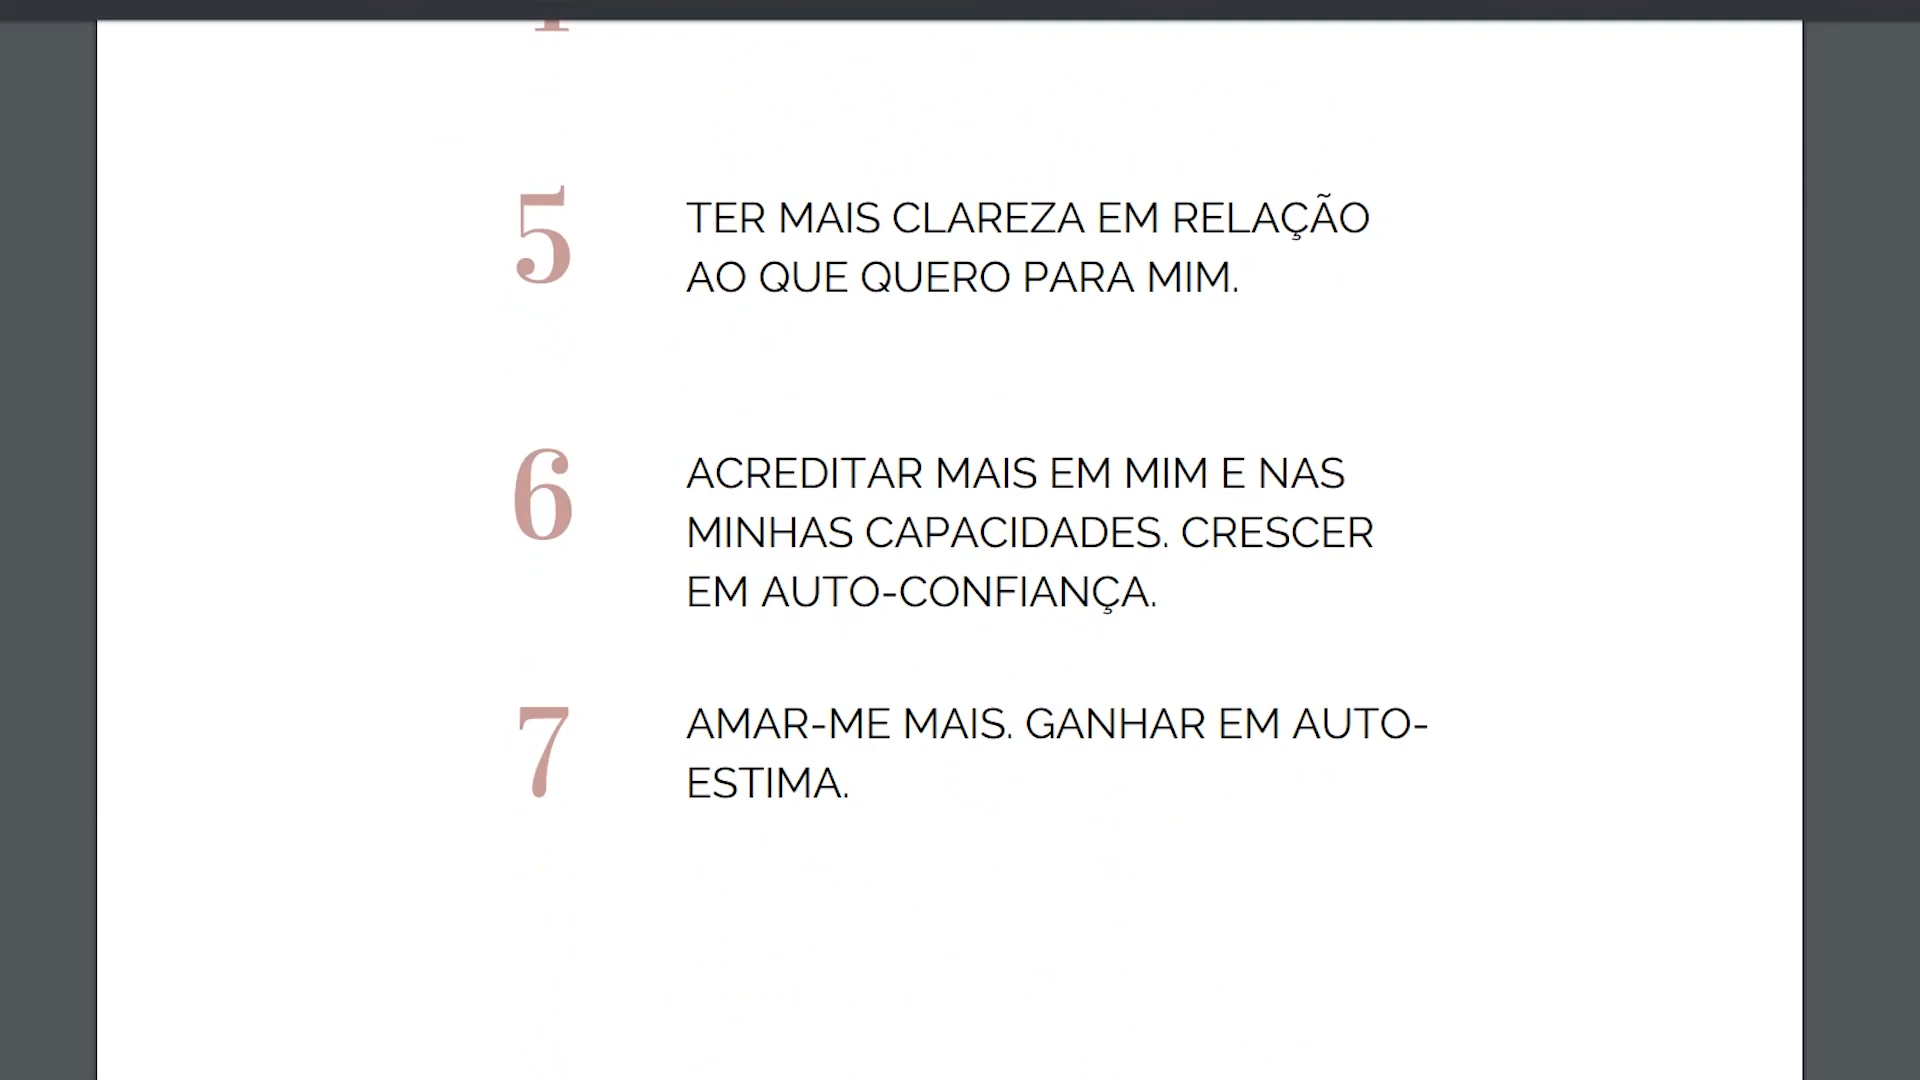 5
TER MAIS CLAREZA EM RELAÇÃO
AO QUE QUERO PARA MIM.
6
ACREDITAR MAIS EM MIM E NAS
MINHAS CAPACIDADES. CRESCER
EM AUTO-CONFIANÇA.
7
AMAR-ME MAIS. GANHAR EM AUTO-
ESTIMA.